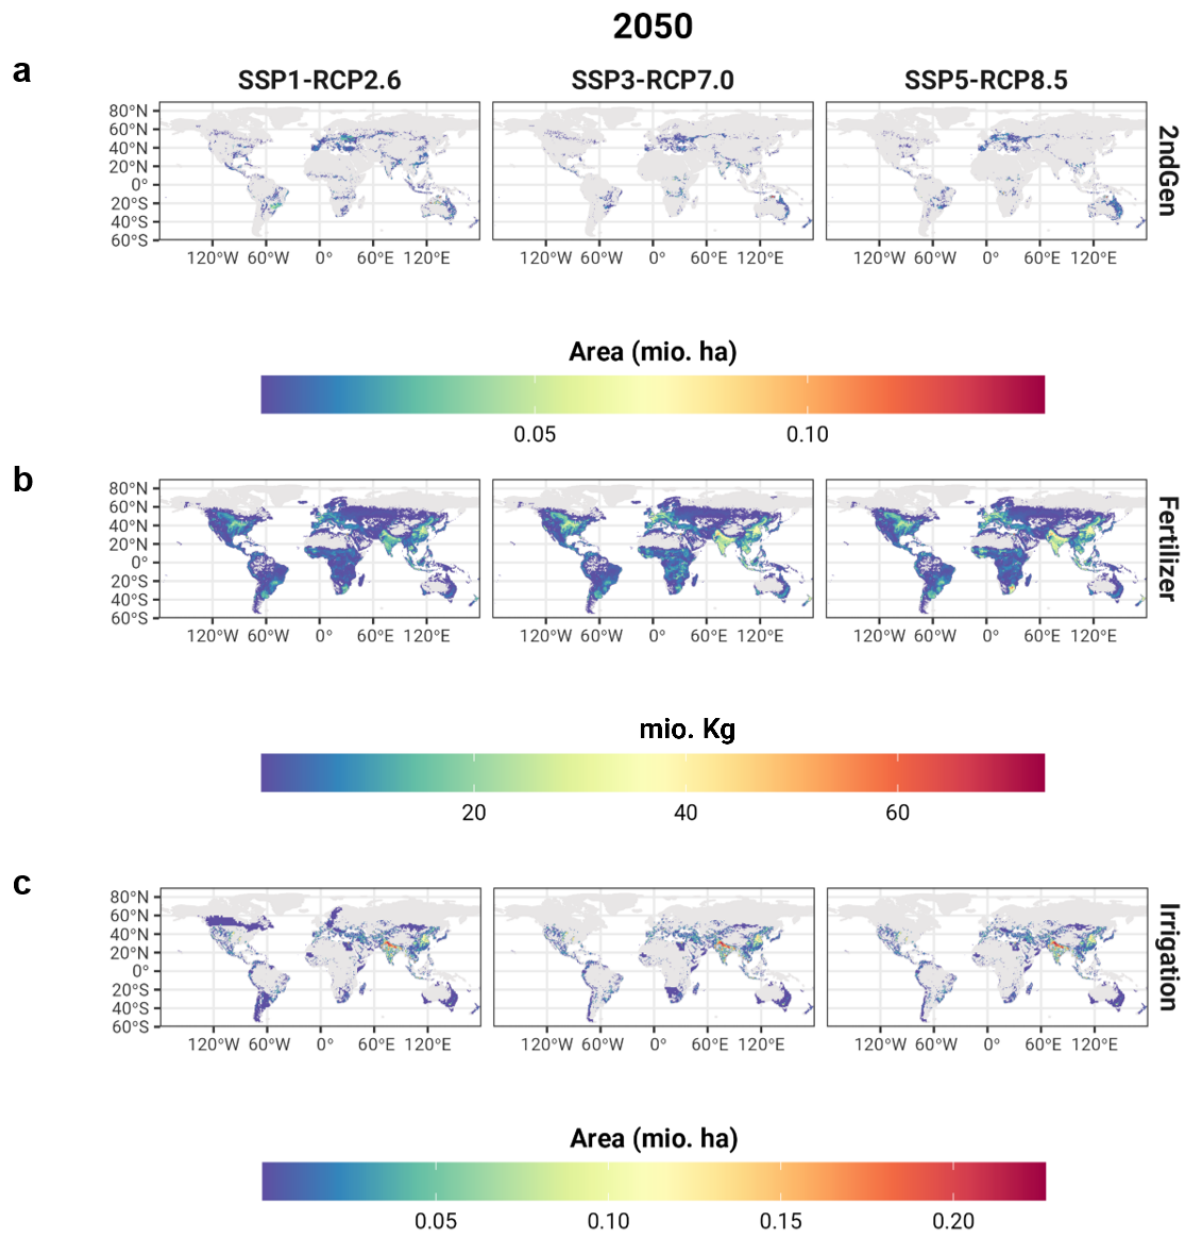 2050
a
SSP1-RCP2.6 SSP3-RCP7.0 SSP5-RCP8.5
80°N
60°N
40°N
20°N
0°
20°S
40°S
60°S
2ndGen
120°W 60°W 0° 60°E 120°E 120°W 60°W 0° 60°E 120°E 120°W 60°W 0° 60°E 120°E
Area (mio. ha)
0.05 0.10
b
80°N
60°N
40°N
20°N
0°
20°S
40°S
60°S
Fertilizer
120°W 60°W 0° 60°E 120°E 120°W 60°W 0° 60°E 120°E 120°W 60°W 0° 60°E 120°E
mio. Kg
20 40 60
c
80°N
60°N
40°N
20°N
0°
20°S
40°S
60°S
Irrigation
120°W 60°W 0° 60°E 120°E 120°W 60°W 0° 60°E 120°E 120°W 60°W 0° 60°E 120°E
Area (mio. ha)
0.05 0.10 0.15 0.20